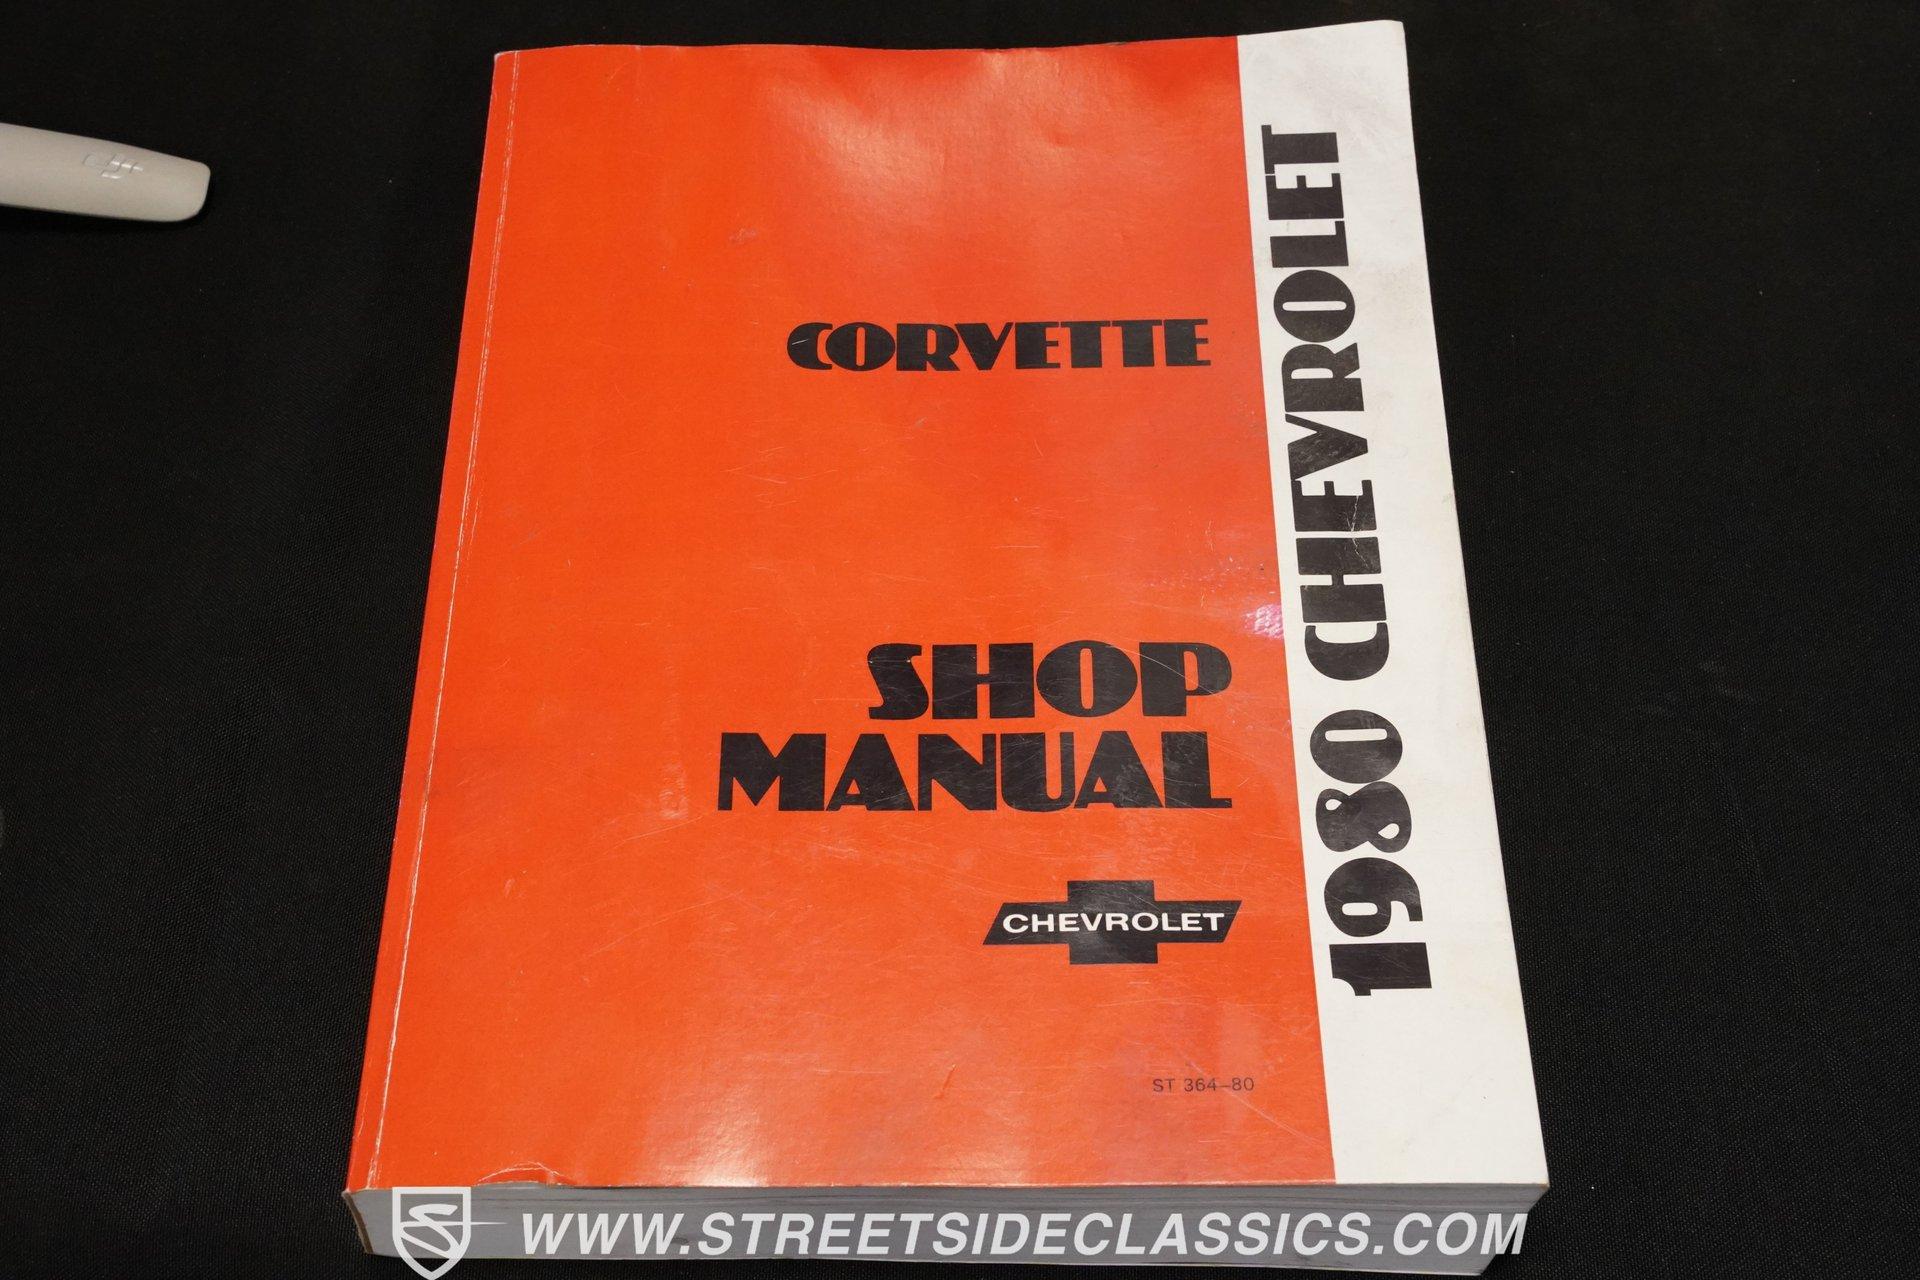 CORVETTE
SHOP
MANUAL
CHEVROLET
ST 364-80
1980 CHEVROLET
WWW.STREETSIDECLASSICS.COM